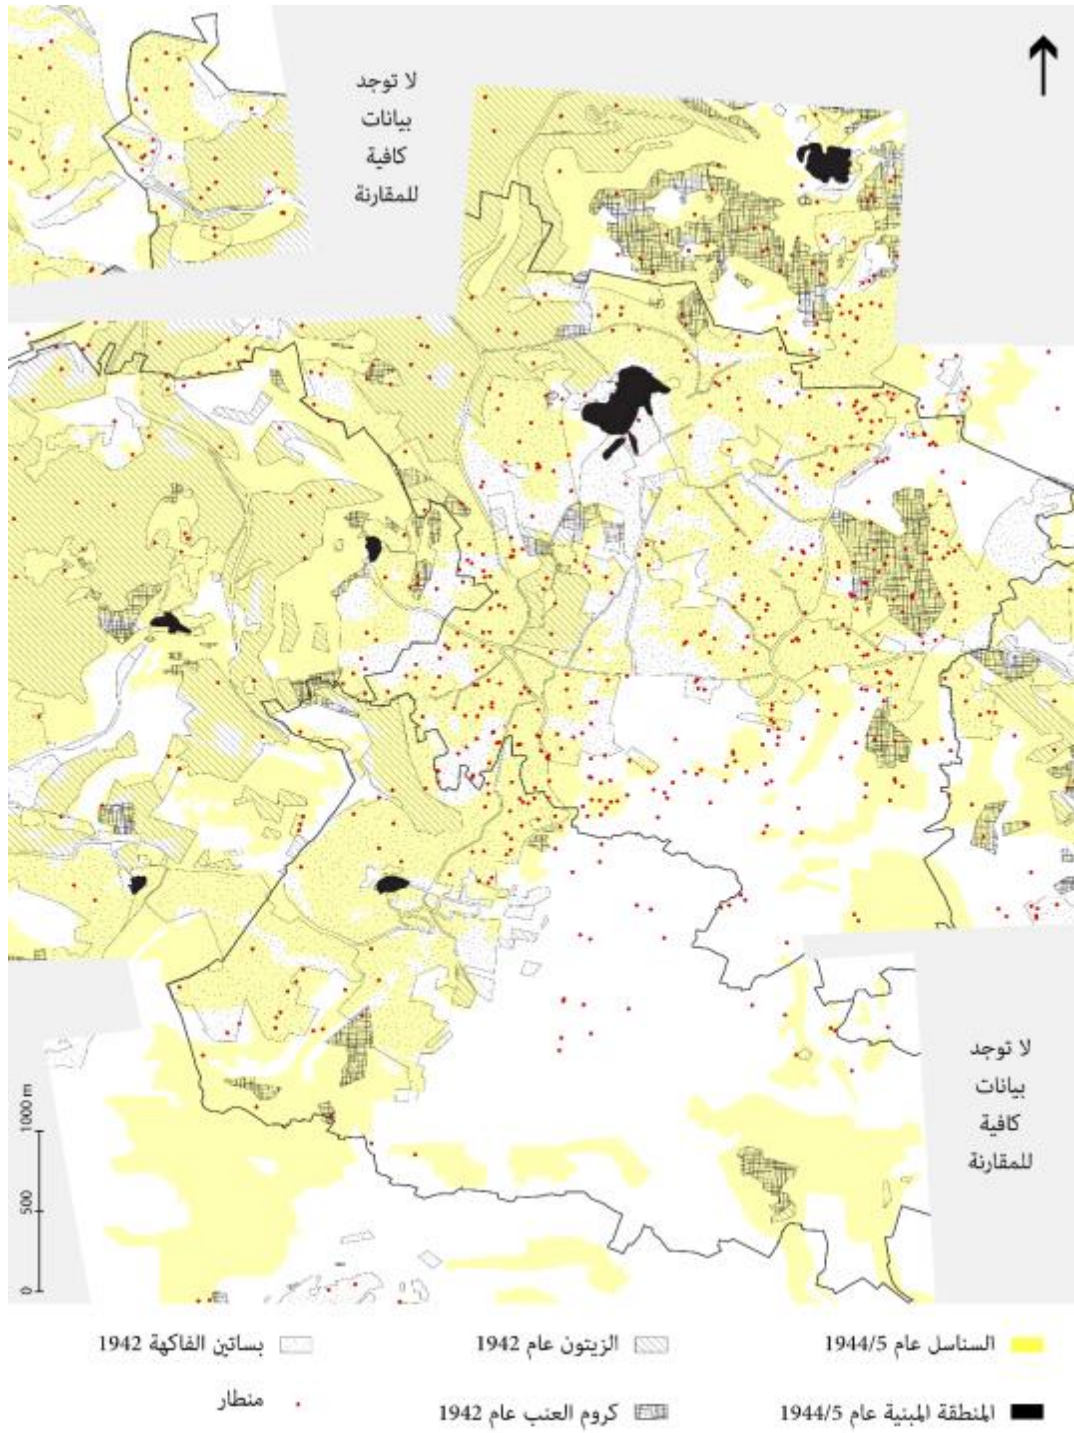 لا توجد
بيانات
كافية
للمقارنة
لا توجد
بيانات
كافية
للمقارنة
1000 m
500
0
السناسل عام 1944/5
الزيتون عام 1942
بساتين الفاكهة 1942
المنطقة المبنية عام 1944/5
كروم العنب عام 1942
منطار